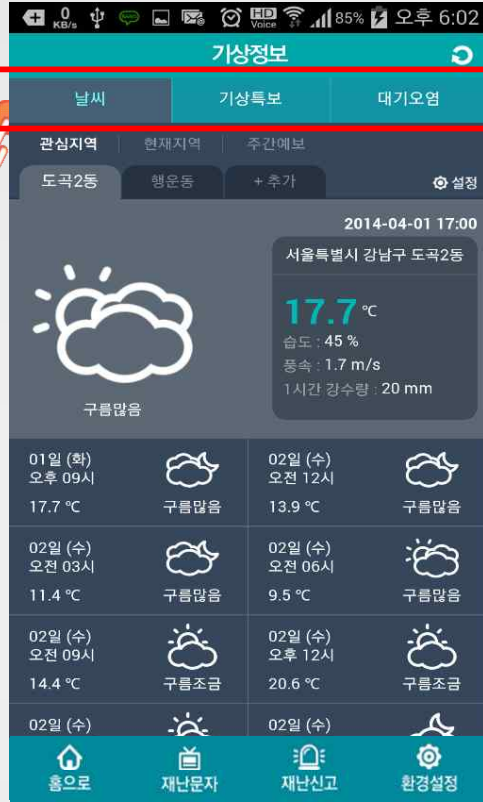 0 KB/s HD Voice 85% 오후 6:02
기상정보
날씨 기상특보 대기오염
관심지역 현재지역 주간예보
도곡2동 행운동 + 추가 설정
2014-04-01 17:00
서울특별시 강남구 도곡2동
17.7 ℃
습도 : 45 %
풍속 : 1.7 m/s
1시간 강수량 : 20 mm
구름많음
01일 (화) 02일 (수)
오후 09시 오전 12시
17.7 ℃ 구름많음 13.9 ℃ 구름많음
02일 (수) 02일 (수)
오전 03시 오전 06시
11.4 ℃ 구름많음 9.5 ℃ 구름많음
02일 (수) 02일 (수)
오전 09시 오후 12시
14.4 ℃ 구름조금 20.6 ℃ 구름조금
02일 (수) 02일 (수)
홈으로 재난문자 재난신고 환경설정